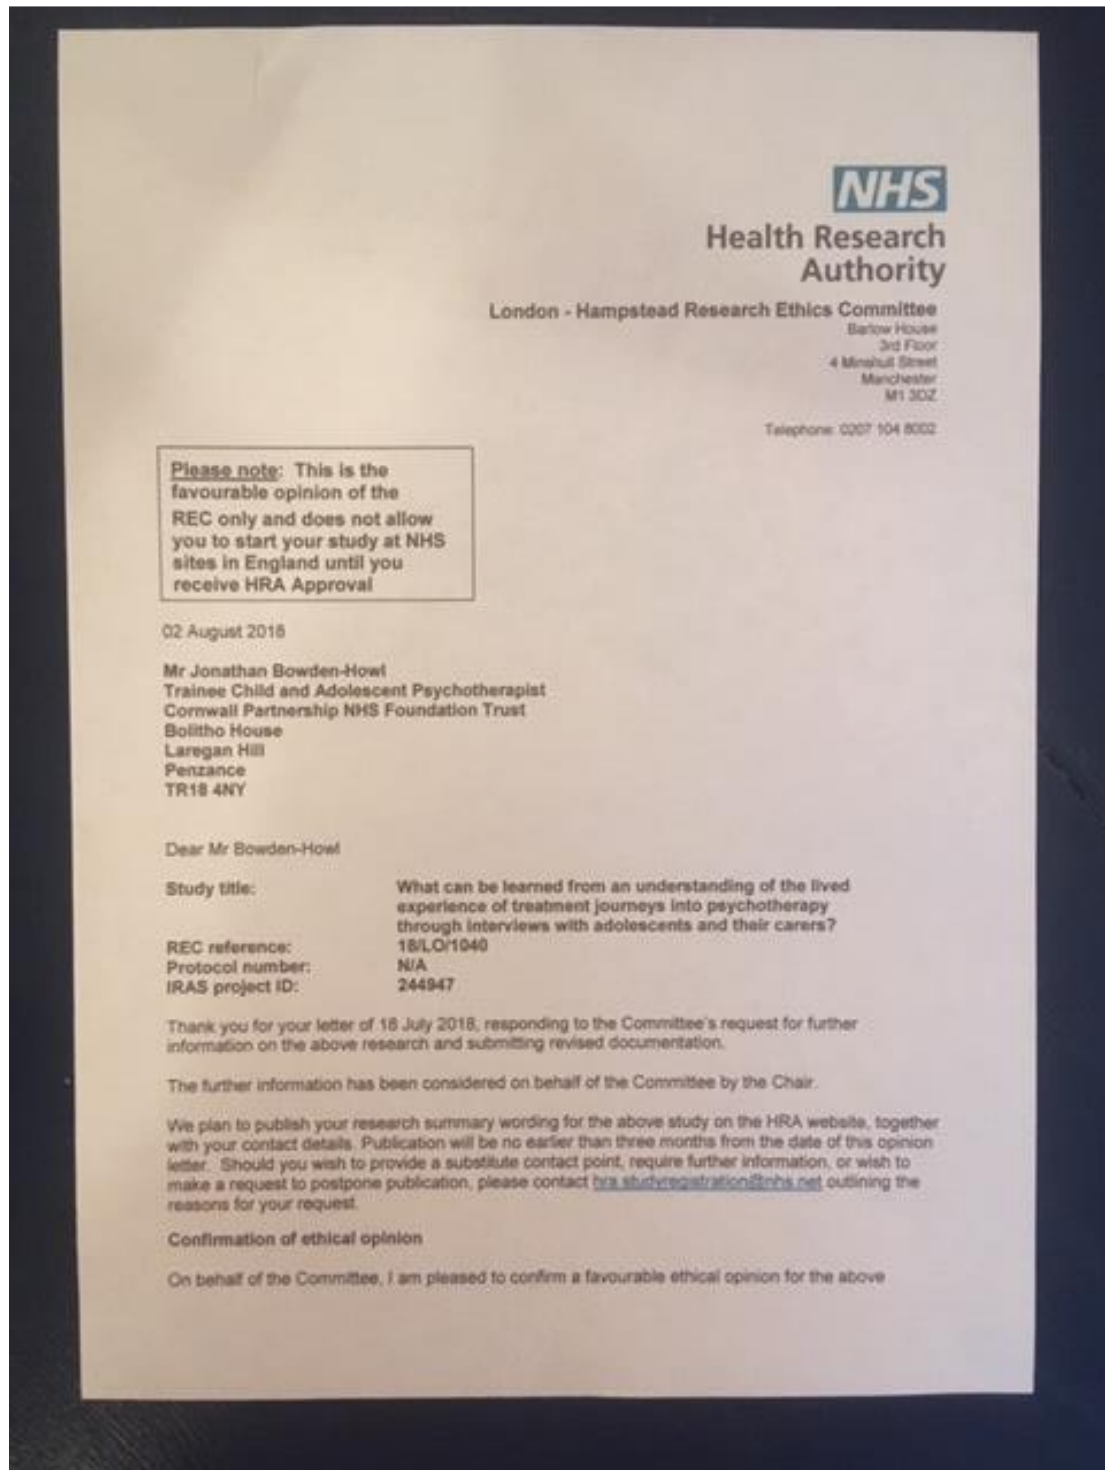 NHS
Health Research
Authority
London - Hampstead Research Ethics Committee
Barlow House
3rd Floor
4 Minshull Street
Manchester
M1 3DZ
Telephone: 0207 104 8002
Please note: This is the
favourable opinion of the
REC only and does not allow
you to start your study at NHS
sites in England until you
receive HRA Approval
02 August 2018
Mr Jonathan Bowden-Howl
Trainee Child and Adolescent Psychotherapist
Cornwall Partnership NHS Foundation Trust
Bolitho House
Laregan Hill
Penzance
TR18 4NY
Dear Mr Bowden-Howl
Study title: What can be learned from an understanding of the lived
experience of treatment journeys into psychotherapy
through interviews with adolescents and their carers?
REC reference: 18/LO/1040
Protocol number: N/A
IRAS project ID: 244947
Thank you for your letter of 18 July 2018, responding to the Committee's request for further
information on the above research and submitting revised documentation.
The further information has been considered on behalf of the Committee by the Chair.
We plan to publish your research summary wording for the above study on the HRA website, together
with your contact details. Publication will be no earlier than three months from the date of this opinion
letter. Should you wish to provide a substitute contact point, require further information, or wish to
make a request to postpone publication, please contact hra.studyregistration@nhs.net outlining the
reasons for your request.
Confirmation of ethical opinion
On behalf of the Committee, I am pleased to confirm a favourable ethical opinion for the above